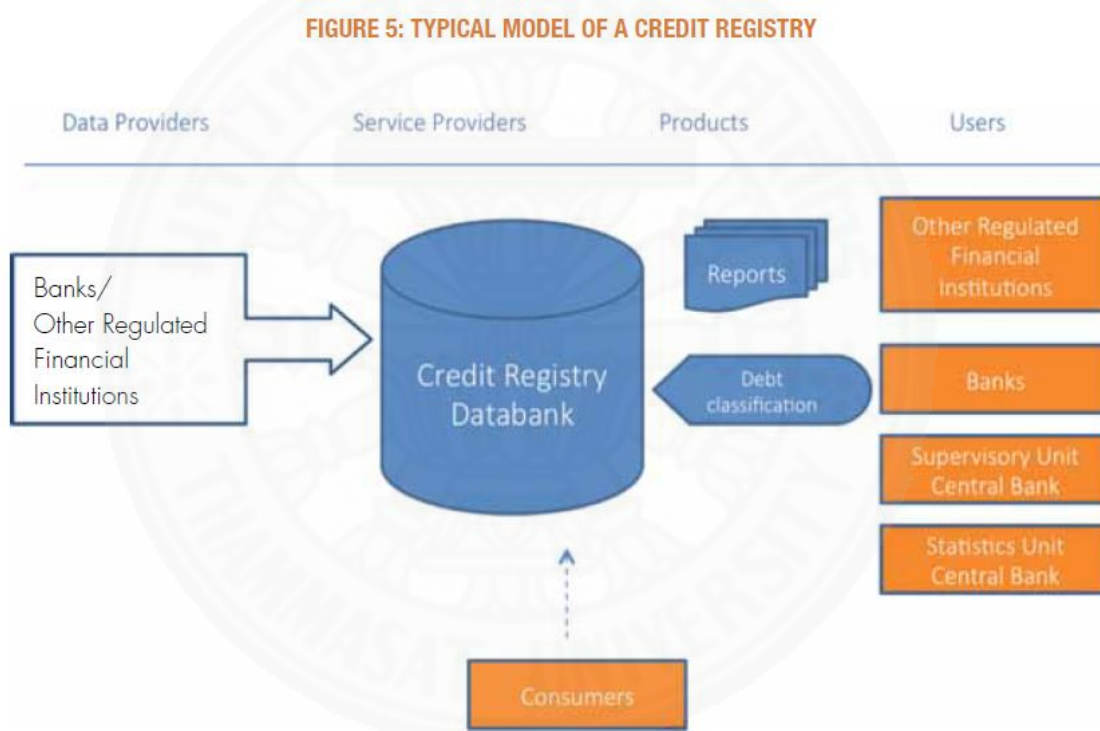 FIGURE 5: TYPICAL MODEL OF A CREDIT REGISTRY
Data Providers
Service Providers
Products
Users
Banks/
Other Regulated
Financial
Institutions
Credit Registry
Databank
Reports
Debt
classification
Other Regulated
Financial
Institutions
Banks
Supervisory Unit
Central Bank
Statistics Unit
Central Bank
Consumers
THAMMASAT UNIVERSITY